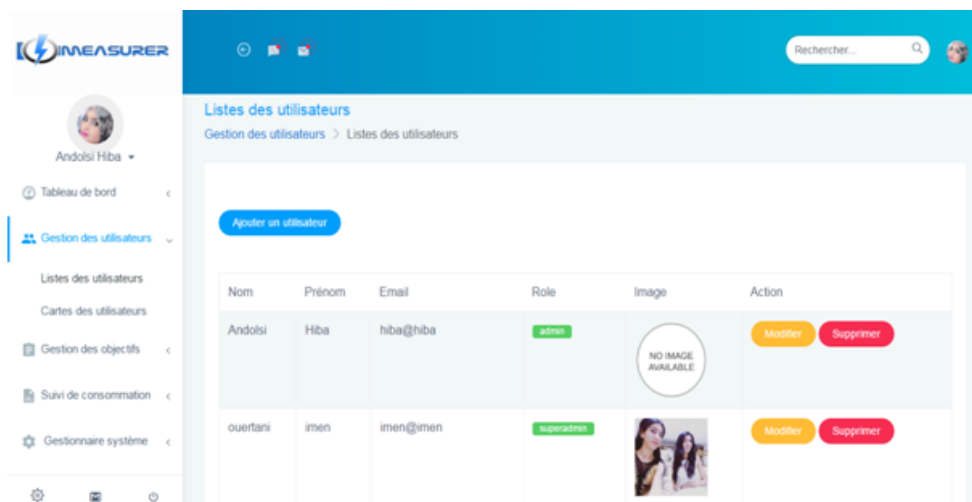 IMEASURER
Rechercher...
Andolsi Hiba
Tableau de bord
Gestion des utilisateurs
Listes des utilisateurs
Cartes des utilisateurs
Gestion des objectifs
Suivi de consommation
Gestionnaire système
Listes des utilisateurs
Gestion des utilisateurs > Listes des utilisateurs
Ajouter un utilisateur
Nom Prénom Email Role Image Action
Andolsi Hiba hiba@hiba admin NO IMAGE AVAILABLE Modifier Supprimer
ouertani imen imen@imen superadmin Modifier Supprimer